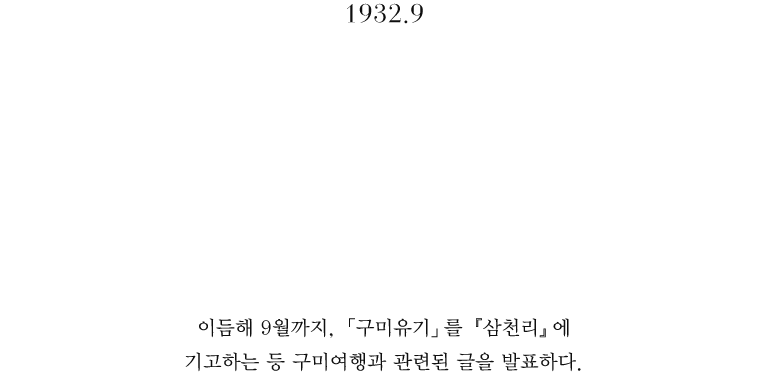 1932.9
이듬해 9월까지, 「구미유기」를 『삼천리』에
기고하는 등 구미여행과 관련된 글을 발표하다.